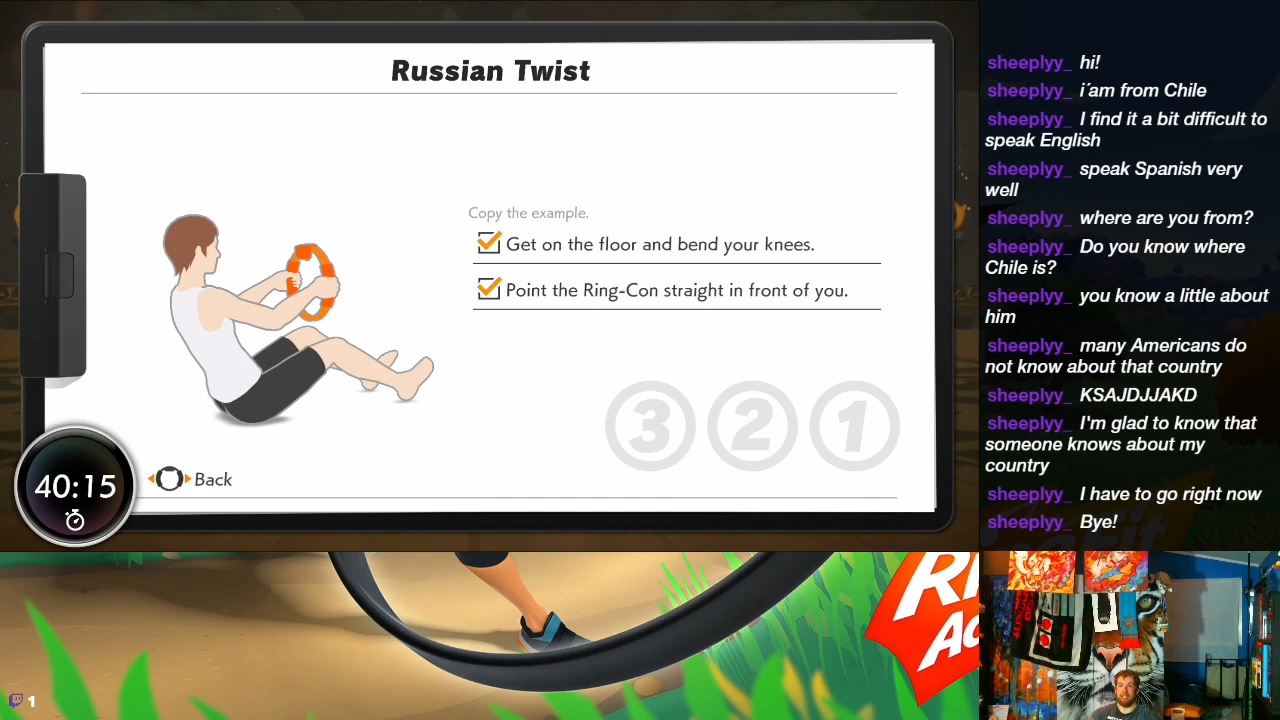 Russian Twist
Copy the example.
Get on the floor and bend your knees.
Point the Ring-Con straight in front of you.
3 2 1
Back
40:15
sheeplyy_ hi!
sheeplyy_ i´am from Chile
sheeplyy_ I find it a bit difficult to
speak English
sheeplyy_ speak Spanish very
well
sheeplyy_ where are you from?
sheeplyy_ Do you know where
Chile is?
sheeplyy_ you know a little about
him
sheeplyy_ many Americans do
not know about that country
sheeplyy_ KSAJDJJAKD
sheeplyy_ I'm glad to know that
someone knows about my
country
sheeplyy_ I have to go right now
sheeplyy_ Bye!
1